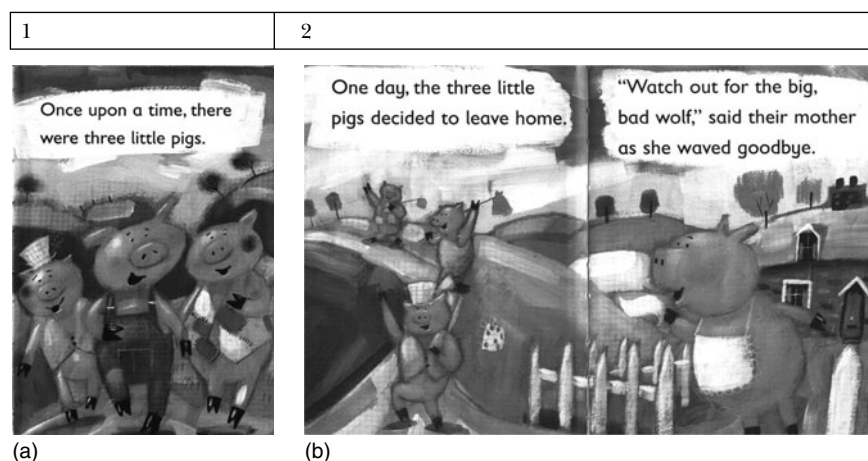 1
2
Once upon a time, there
were three little pigs.
One day, the three little
pigs decided to leave home.
“Watch out for the big,
bad wolf,” said their mother
as she waved goodbye.
(a)
(b)